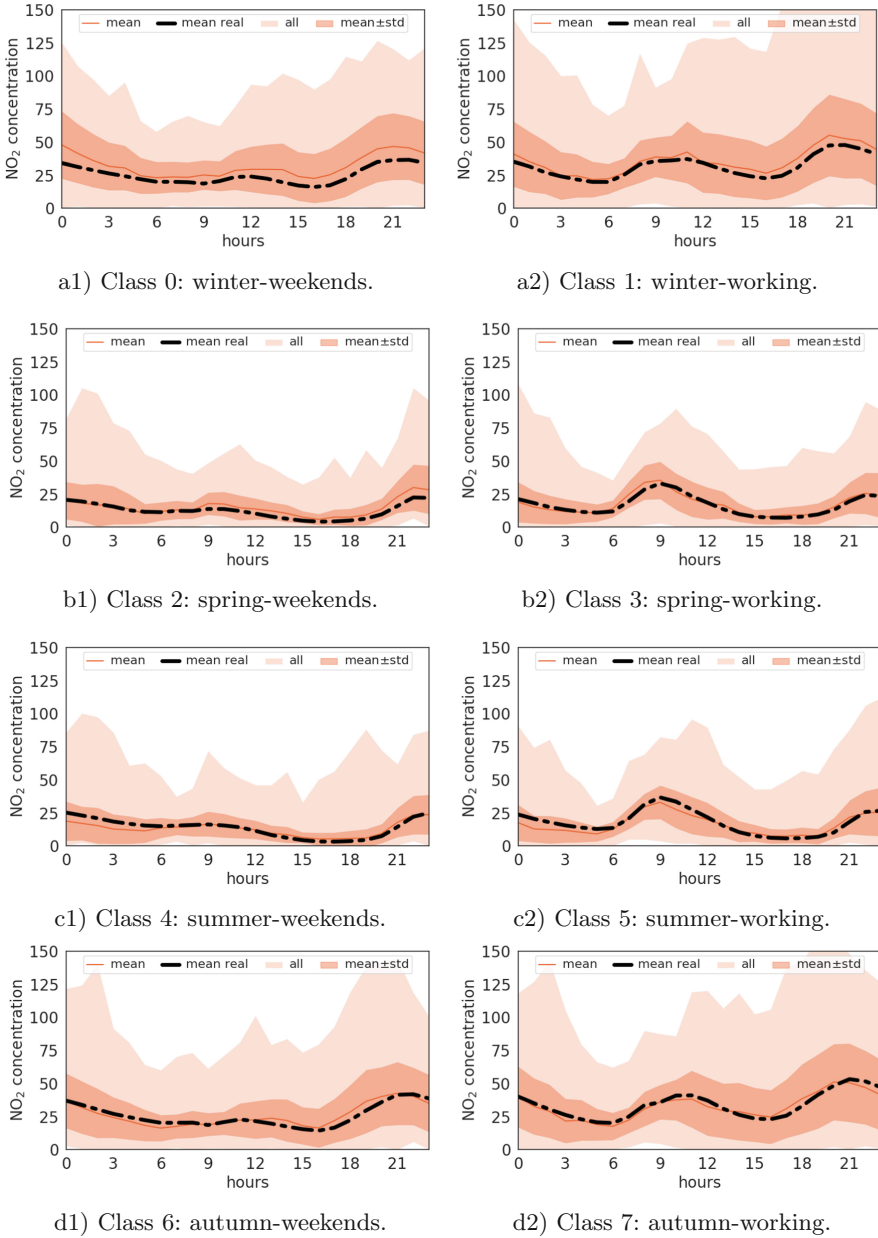 mean mean real all mean±std
150
125
100
75
50
25
0
NO₂ concentration
0 3 6 9 12 15 18 21
hours
a1) Class 0: winter-weekends.
mean mean real all mean±std
150
125
100
75
50
25
0
NO₂ concentration
0 3 6 9 12 15 18 21
hours
a2) Class 1: winter-working.
mean mean real all mean±std
150
125
100
75
50
25
0
NO₂ concentration
0 3 6 9 12 15 18 21
hours
b1) Class 2: spring-weekends.
mean mean real all mean±std
150
125
100
75
50
25
0
NO₂ concentration
0 3 6 9 12 15 18 21
hours
b2) Class 3: spring-working.
mean mean real all mean±std
150
125
100
75
50
25
0
NO₂ concentration
0 3 6 9 12 15 18 21
hours
c1) Class 4: summer-weekends.
mean mean real all mean±std
150
125
100
75
50
25
0
NO₂ concentration
0 3 6 9 12 15 18 21
hours
c2) Class 5: summer-working.
mean mean real all mean±std
150
125
100
75
50
25
0
NO₂ concentration
0 3 6 9 12 15 18 21
hours
d1) Class 6: autumn-weekends.
mean mean real all mean±std
150
125
100
75
50
25
0
NO₂ concentration
0 3 6 9 12 15 18 21
hours
d2) Class 7: autumn-working.